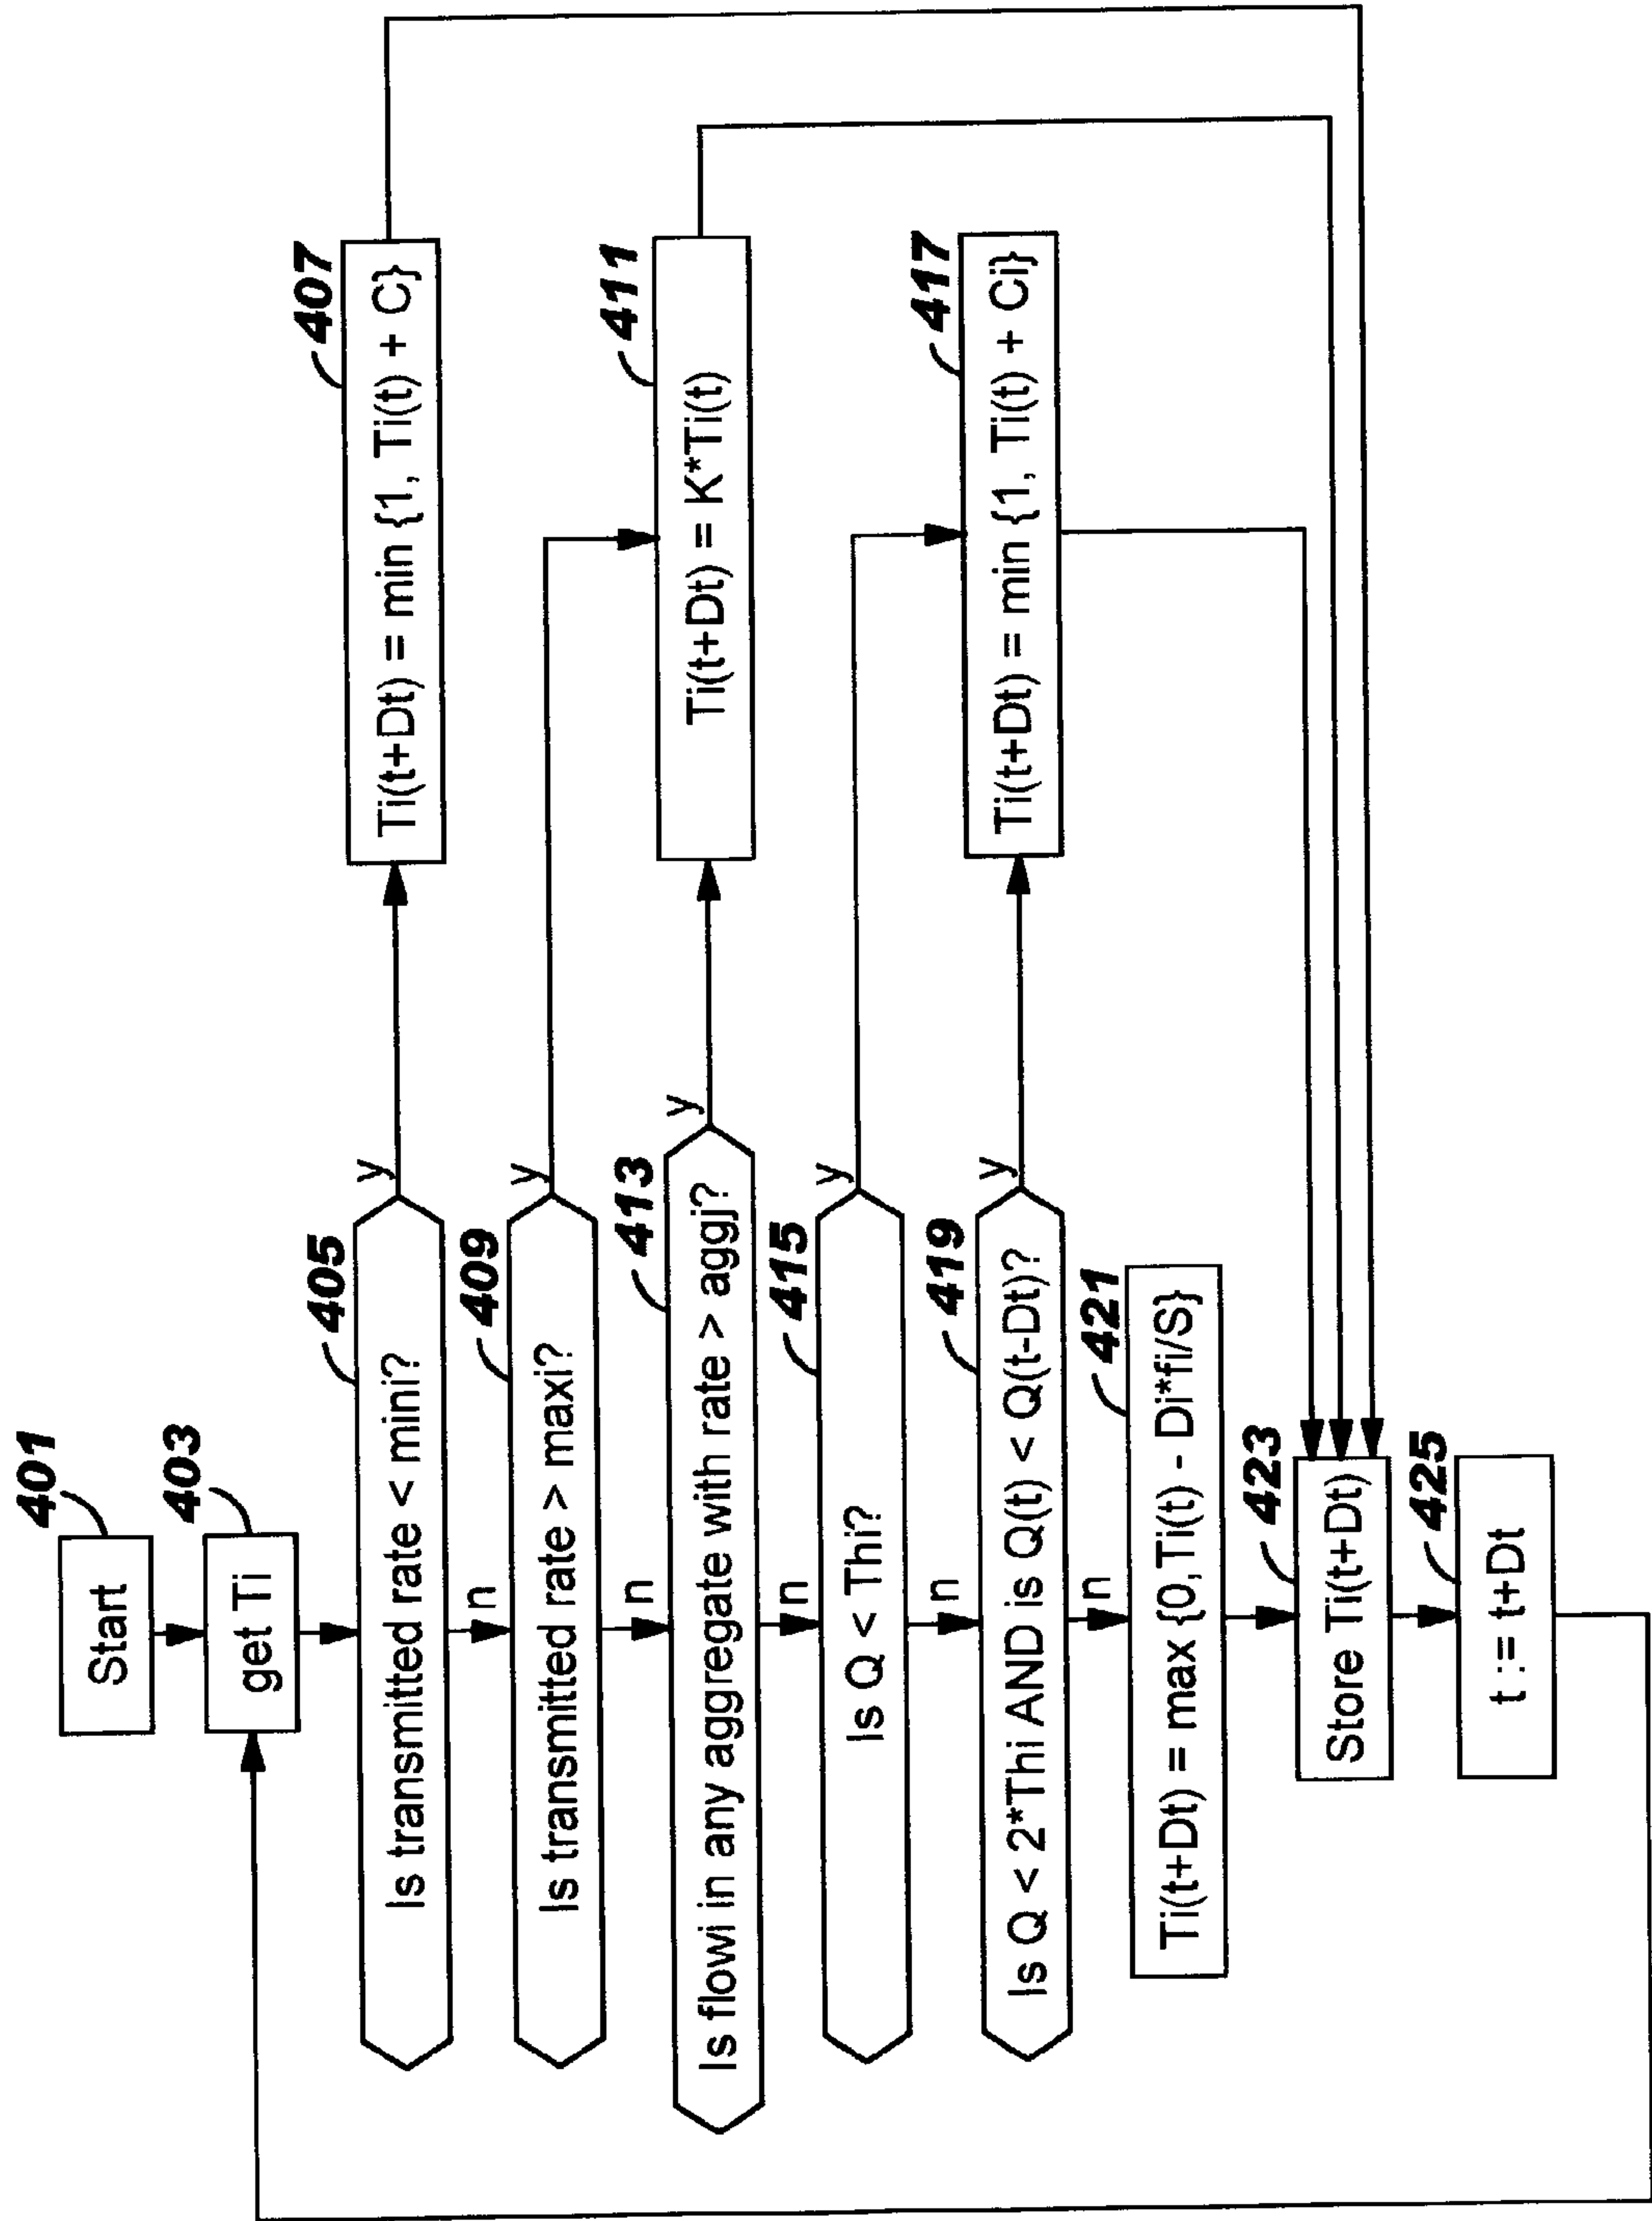 401
Start
403
get Ti
405
Is transmitted rate < mini?
y
n
407
Ti(t+Dt) = min {1, Ti(t) + C}
409
Is transmitted rate > maxi?
y
n
411
Ti(t+Dt) = K*Ti(t)
413
Is flowi in any aggregate with rate > aggj?
y
n
415
Is Q < Thi?
y
n
417
Ti(t+Dt) = min {1, Ti(t) + Ci}
419
Is Q < 2*Thi AND is Q(t) < Q(t-Dt)?
y
n
421
Ti(t+Dt) = max {0,Ti(t) - Di*fi/S}
423
Store Ti(t+Dt)
425
t := t+Dt